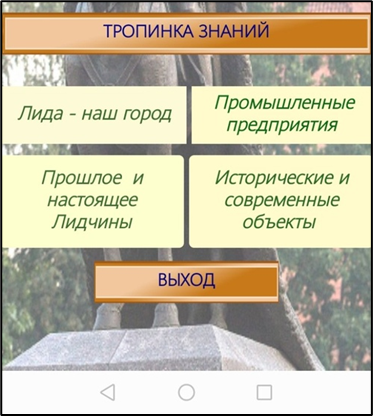 ТРОПИНКА ЗНАНИЙ
Лида - наш город
Промышленные
предприятия
Прошлое и
настоящее
Лидчины
Исторические и
современные
объекты
ВЫХОД